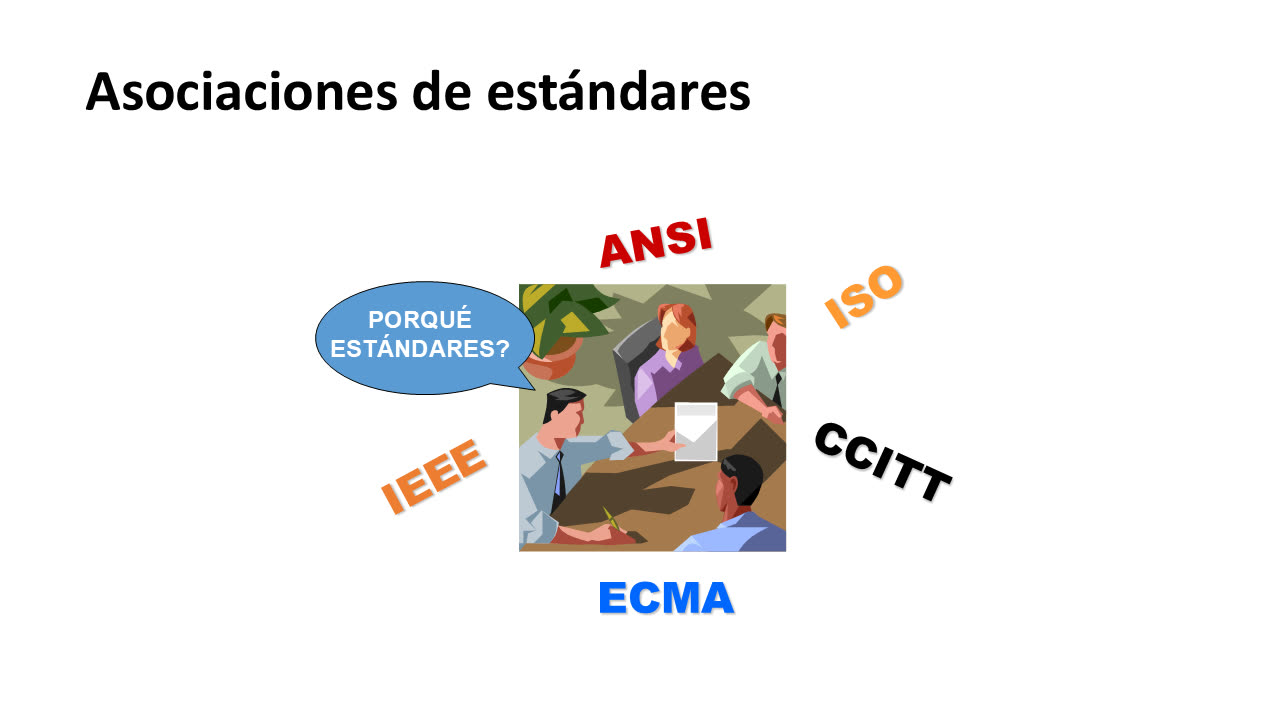 Asociaciones de estándares
ANSI
ISO
PORQUÉ
ESTÁNDARES?
CCITT
IEEE
ECMA